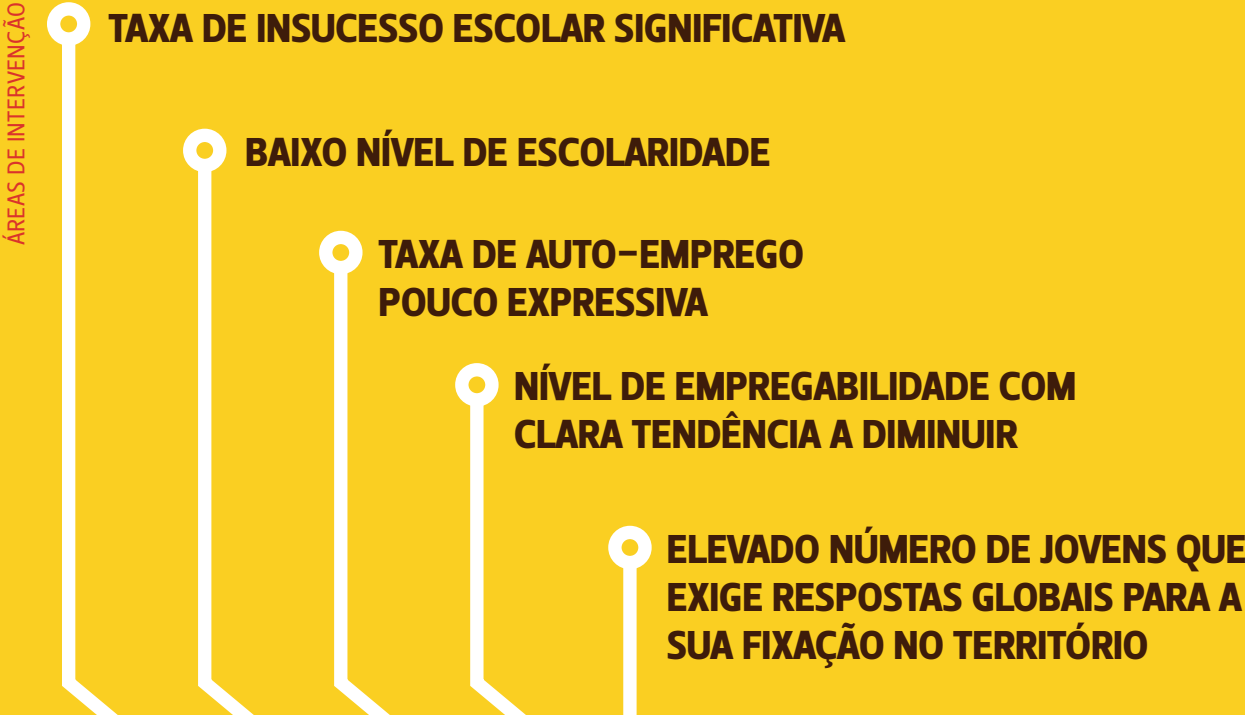 ÁREAS DE INTERVENÇÃO
TAXA DE INSUCESSO ESCOLAR SIGNIFICATIVA
BAIXO NÍVEL DE ESCOLARIDADE
TAXA DE AUTO-EMPREGO
POUCO EXPRESSIVA
NÍVEL DE EMPREGABILIDADE COM
CLARA TENDÊNCIA A DIMINUIR
ELEVADO NÚMERO DE JOVENS QUE
EXIGE RESPOSTAS GLOBAIS PARA A
SUA FIXAÇÃO NO TERRITÓRIO